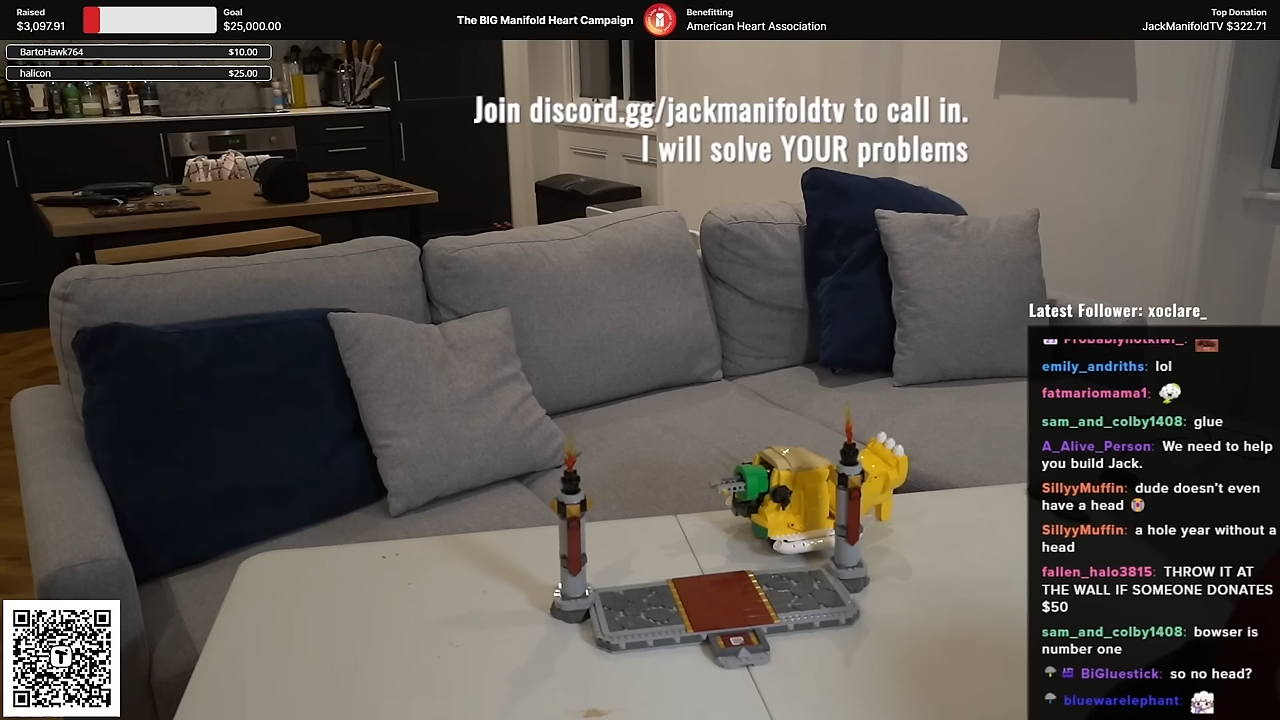 Raised
$3,097.91
Goal
$25,000.00
The BIG Manifold Heart Campaign
Benefitting
American Heart Association
Top Donation
JackManifoldTV $322.71
BartoHawk764 $10.00
halicon $25.00
Join discord.gg/jackmanifoldtv to call in.
I will solve YOUR problems
Latest Follower: xoclare_
emily_andriths: lol
fatmariomama1:
sam_and_colby1408: glue
A_Alive_Person: We need to help
you build Jack.
SillyyMuffin: dude doesn't even
have a head
SillyyMuffin: a hole year without a
head
fallen_halo3815: THROW IT AT
THE WALL IF SOMEONE DONATES
$50
sam_and_colby1408: bowser is
number one
BiGluestick: so no head?
bluewarelephant: